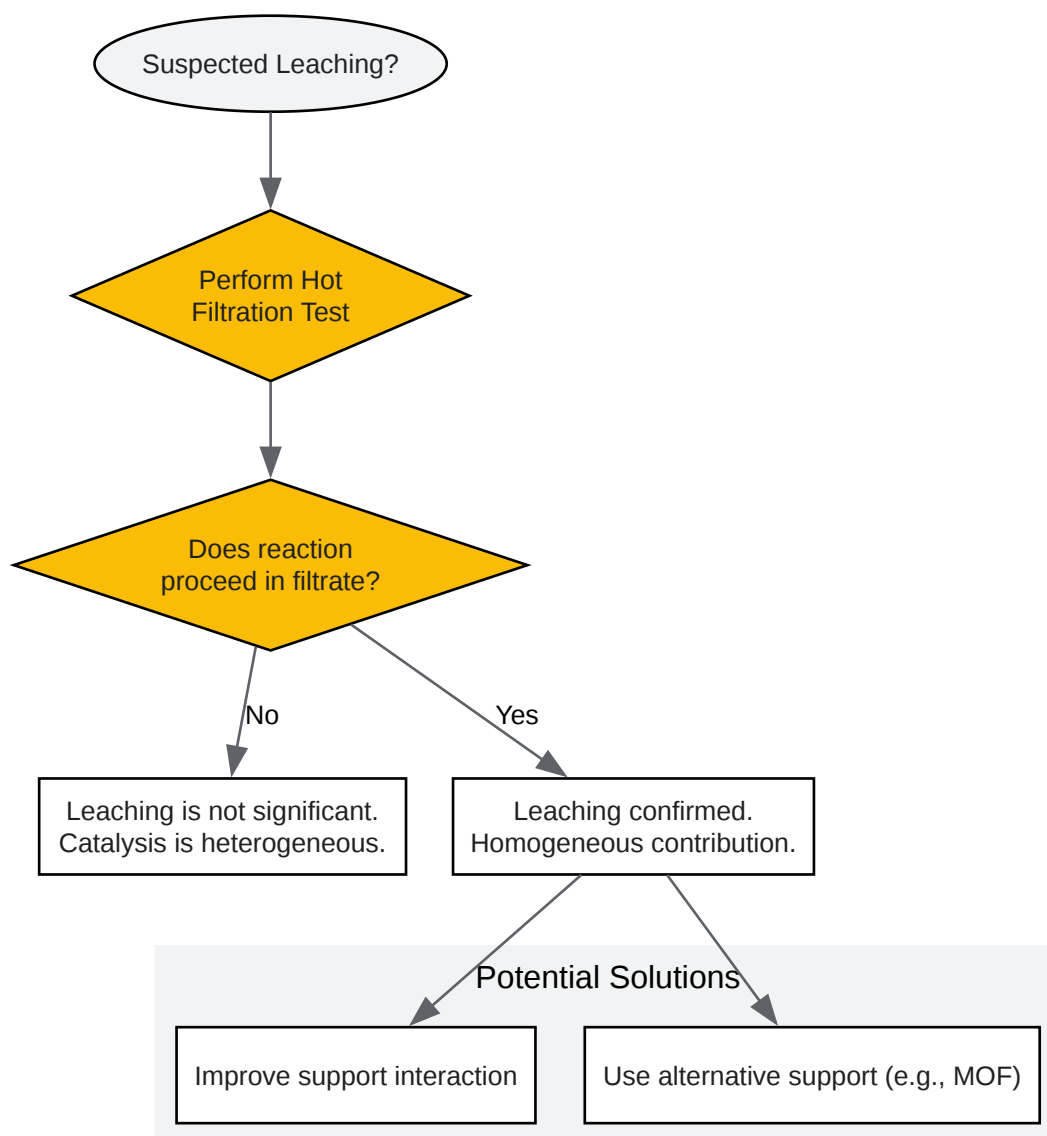 Suspected Leaching?
Perform Hot
Filtration Test
Does reaction
proceed in filtrate?
No
Yes
Leaching is not significant.
Catalysis is heterogeneous.
Leaching confirmed.
Homogeneous contribution.
Potential Solutions
Improve support interaction
Use alternative support (e.g., MOF)